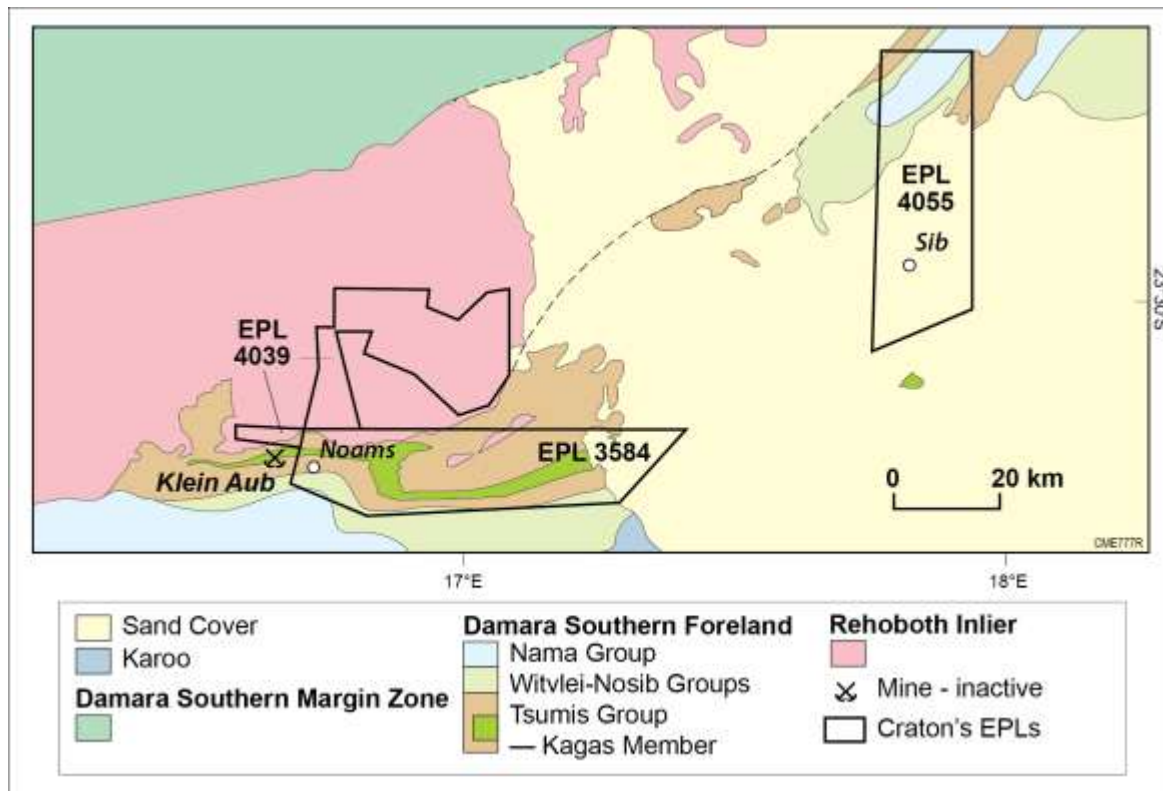 EPL
4055
Sib
23°30'S
EPL
4039
Noams
EPL 3584
Klein Aub
0 20 km
CME777R
17°E
18°E
Sand Cover
Karoo
Damara Southern Margin Zone
Damara Southern Foreland
Nama Group
Witvlei-Nosib Groups
Tsumis Group
Kagas Member
Rehoboth Inlier
Mine - inactive
Craton's EPLs